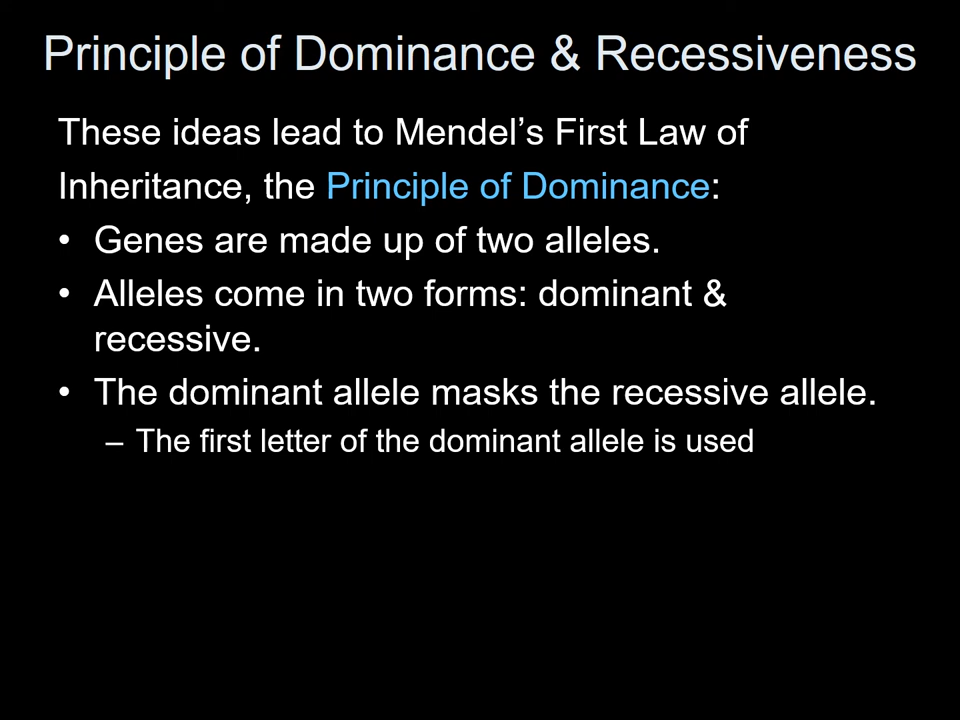 Principle of Dominance & Recessiveness
These ideas lead to Mendel’s First Law of
Inheritance, the Principle of Dominance:
• Genes are made up of two alleles.
• Alleles come in two forms: dominant &
recessive.
• The dominant allele masks the recessive allele.
– The first letter of the dominant allele is used